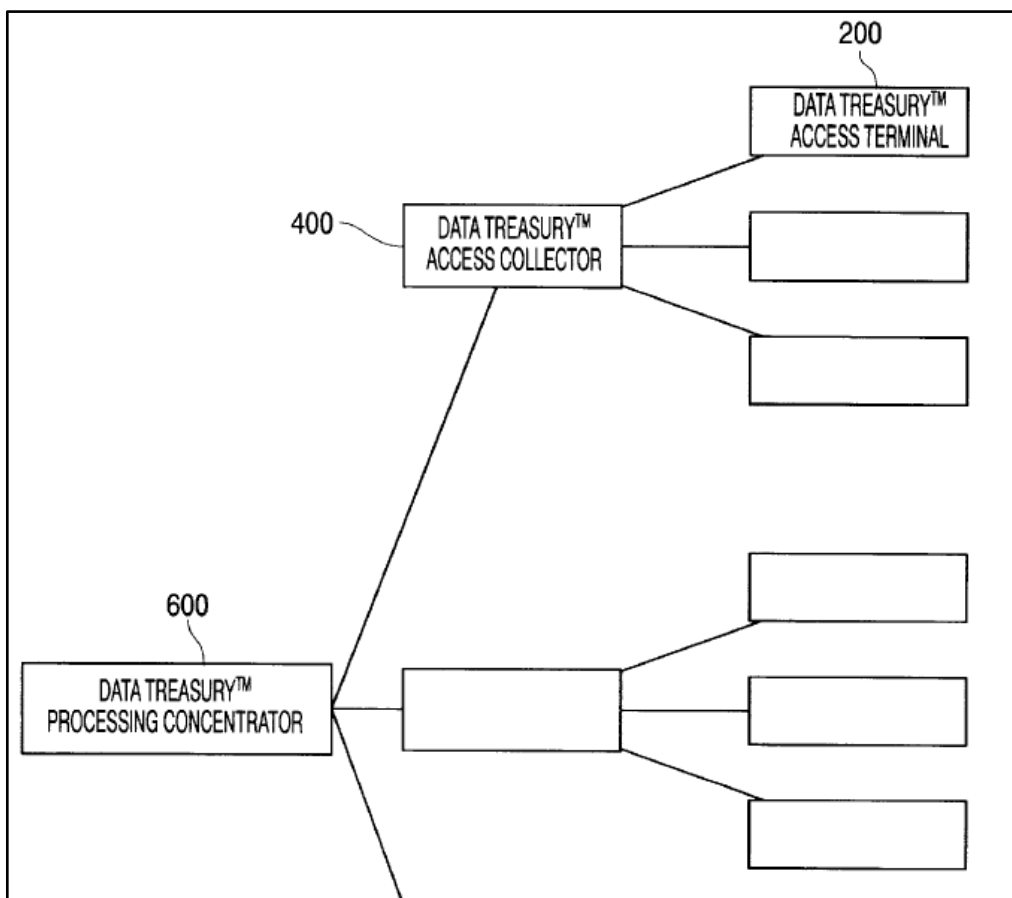 200
DATA TREASURY™
ACCESS TERMINAL
400
DATA TREASURY™
ACCESS COLLECTOR
600
DATA TREASURY™
PROCESSING CONCENTRATOR